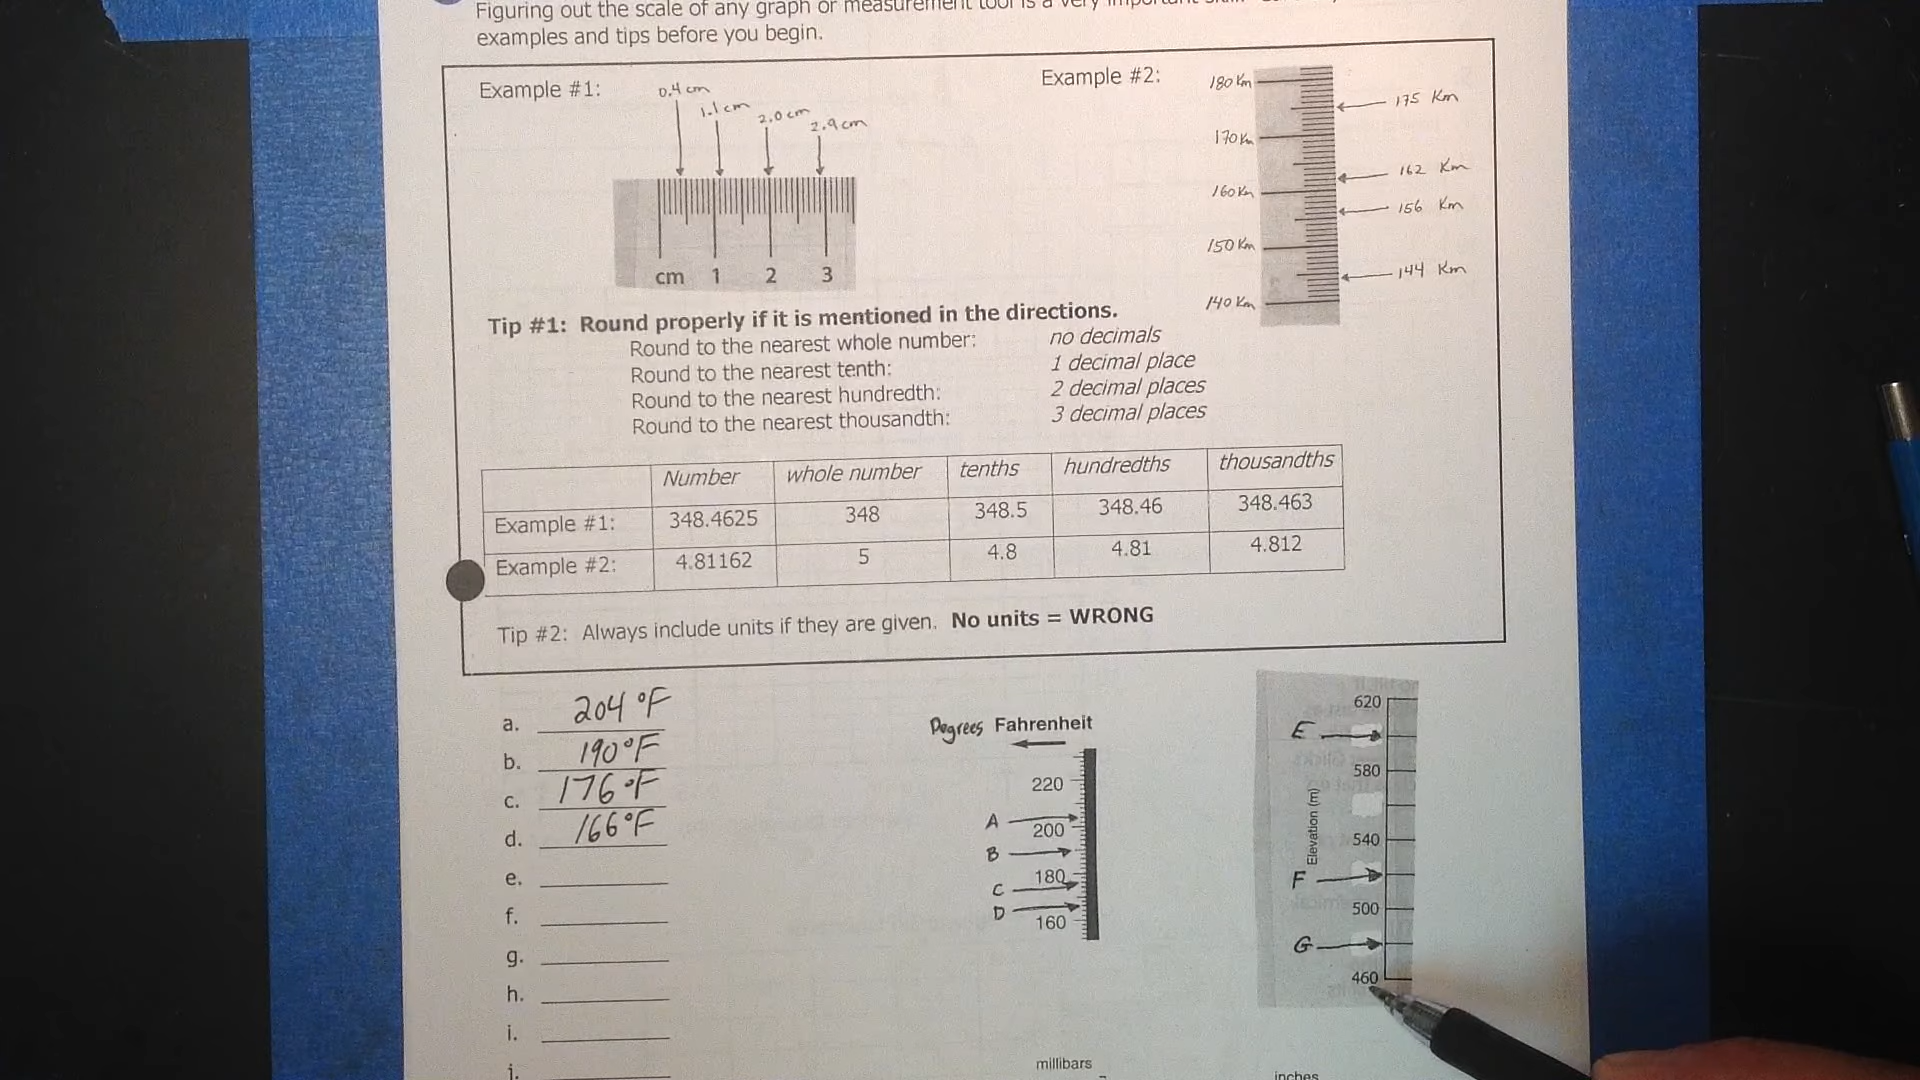 Figuring out the scale of any graph or measurement tool is a very important
examples and tips before you begin.
Example #1:
0.4 cm
1.1 cm
2.0 cm
2.9 cm
cm 1 2 3
Example #2:
180 Km
175 Km
170 Km
162 Km
160 Km
156 Km
150 Km
144 Km
140 Km
Tip #1: Round properly if it is mentioned in the directions.
Round to the nearest whole number: no decimals
Round to the nearest tenth: 1 decimal place
Round to the nearest hundredth: 2 decimal places
Round to the nearest thousandth: 3 decimal places
Number whole number tenths hundredths thousandths
Example #1: 348.4625 348 348.5 348.46 348.463
Example #2: 4.81162 5 4.8 4.81 4.812
Tip #2: Always include units if they are given. No units = WRONG
a. 204 °F
b. 190°F
c. 176°F
d. 166°F
e.
f.
g.
h.
i.
j.
Degrees Fahrenheit
220
A
200
B
180
C
D
160
620
E
580
Elevation (m)
540
F
500
G
460
millibars
inches